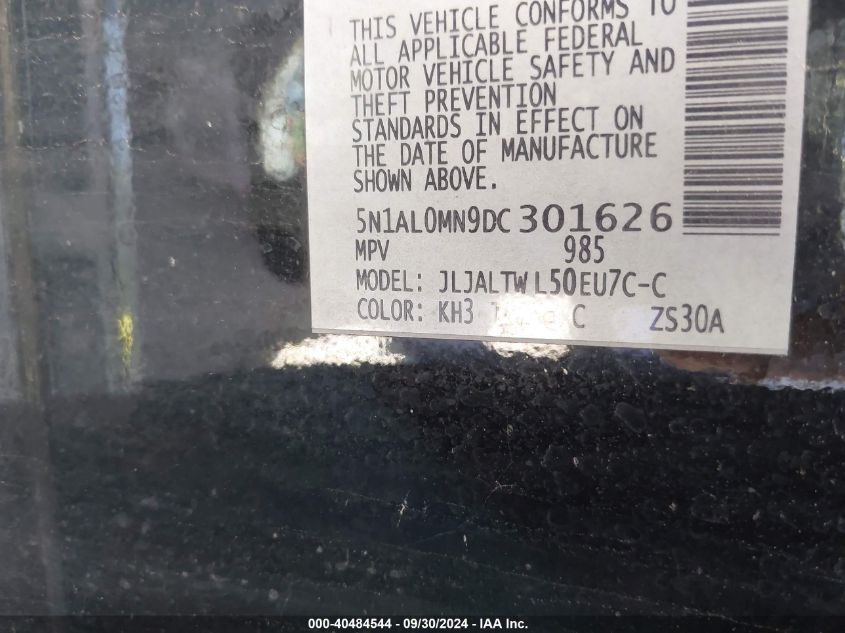 THIS VEHICLE CONFORMS TO
ALL APPLICABLE FEDERAL
MOTOR VEHICLE SAFETY AND
THEFT PREVENTION
STANDARDS IN EFFECT ON
THE DATE OF MANUFACTURE
SHOWN ABOVE.
5N1AL0MN9DC301626
MPV 985
MODEL: JLJALTWL50EU7C-C
COLOR: KH3 C ZS30A
000-40484544 - 09/30/2024 - IAA Inc.